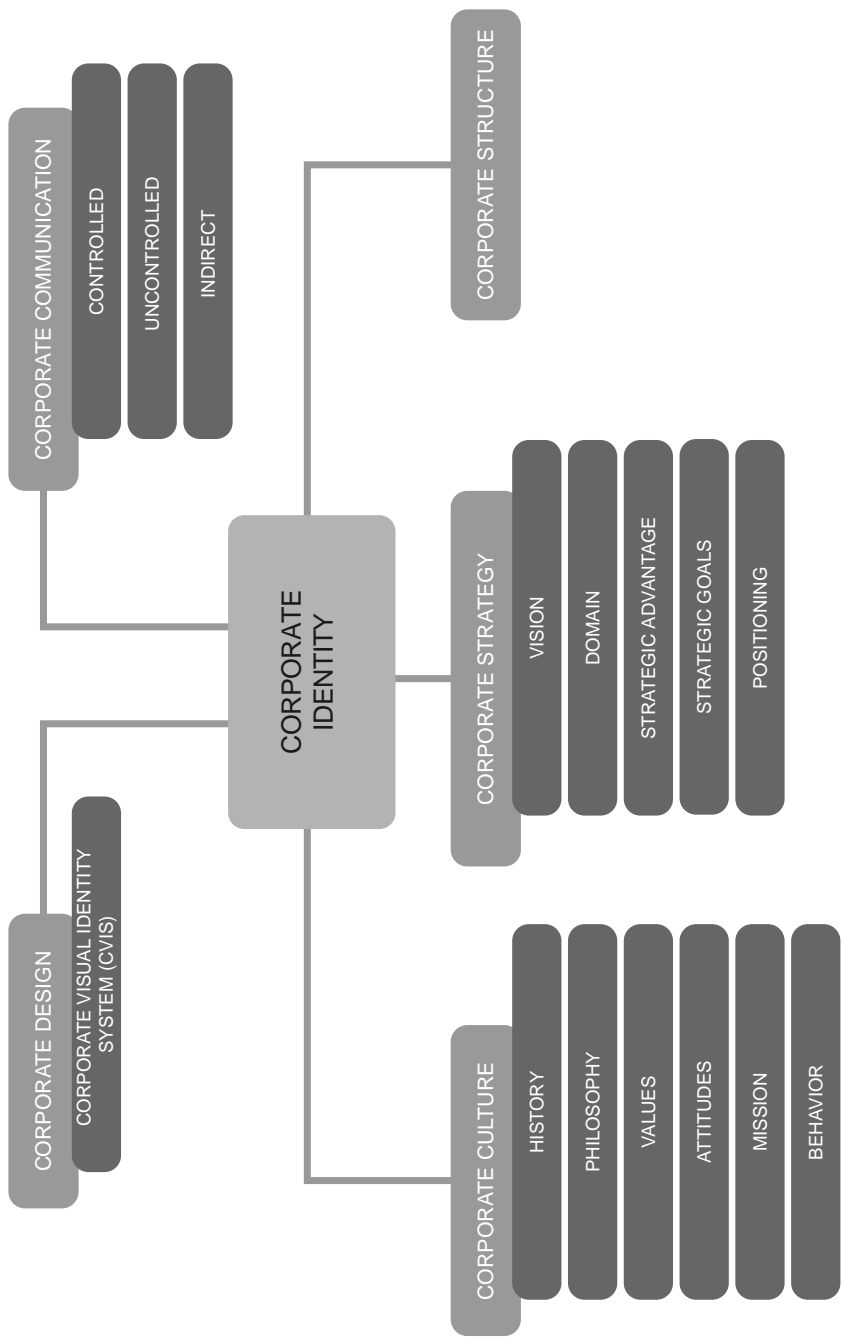 CORPORATE DESIGN
CORPORATE VISUAL IDENTITY
SYSTEM (CVIS)
CORPORATE COMMUNICATION
CONTROLLED
UNCONTROLLED
INDIRECT
CORPORATE
IDENTITY
CORPORATE CULTURE
HISTORY
PHILOSOPHY
VALUES
ATTITUDES
MISSION
BEHAVIOR
CORPORATE STRATEGY
VISION
DOMAIN
STRATEGIC ADVANTAGE
STRATEGIC GOALS
POSITIONING
CORPORATE STRUCTURE